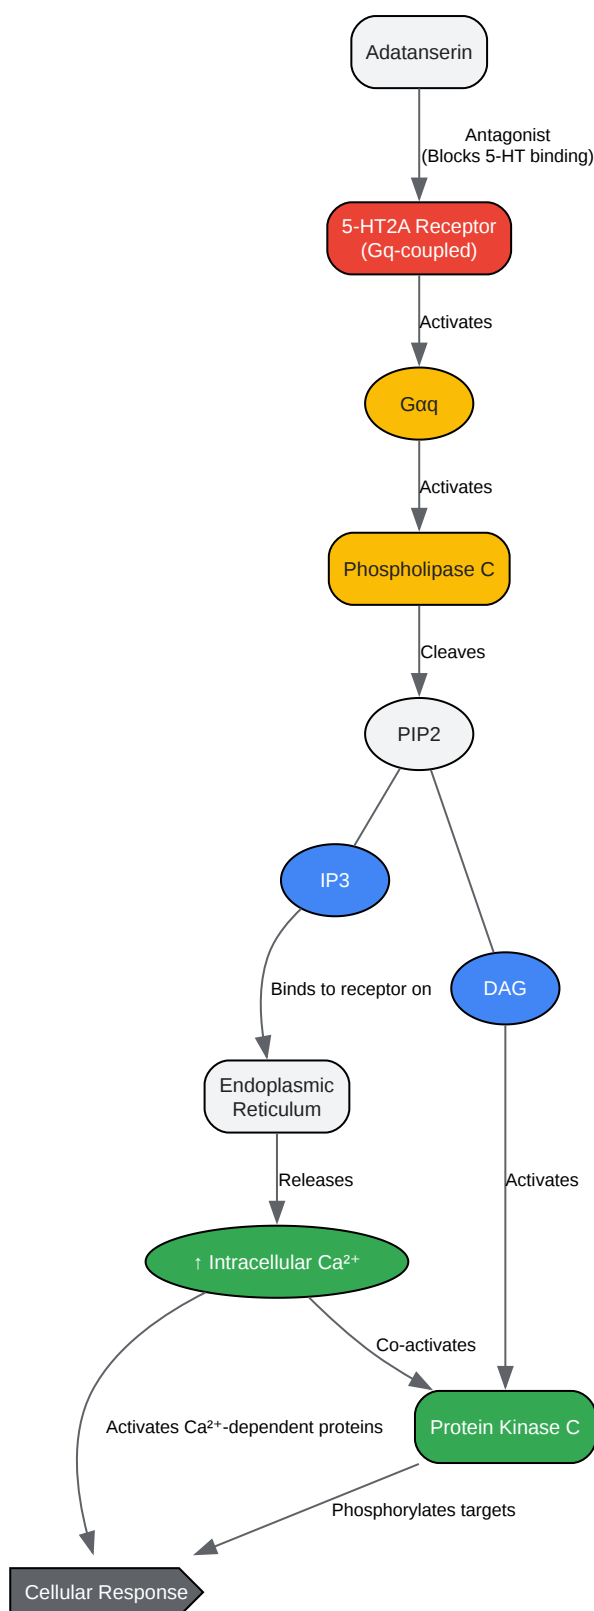 Adatanserin
Antagonist
(Blocks 5-HT binding)
5-HT2A Receptor
(Gq-coupled)
Activates
Gαq
Activates
Phospholipase C
Cleaves
PIP2
IP3
DAG
Binds to receptor on
Endoplasmic
Reticulum
Releases
Activates
↑ Intracellular Ca²⁺
Co-activates
Activates Ca²⁺-dependent proteins
Protein Kinase C
Phosphorylates targets
Cellular Response